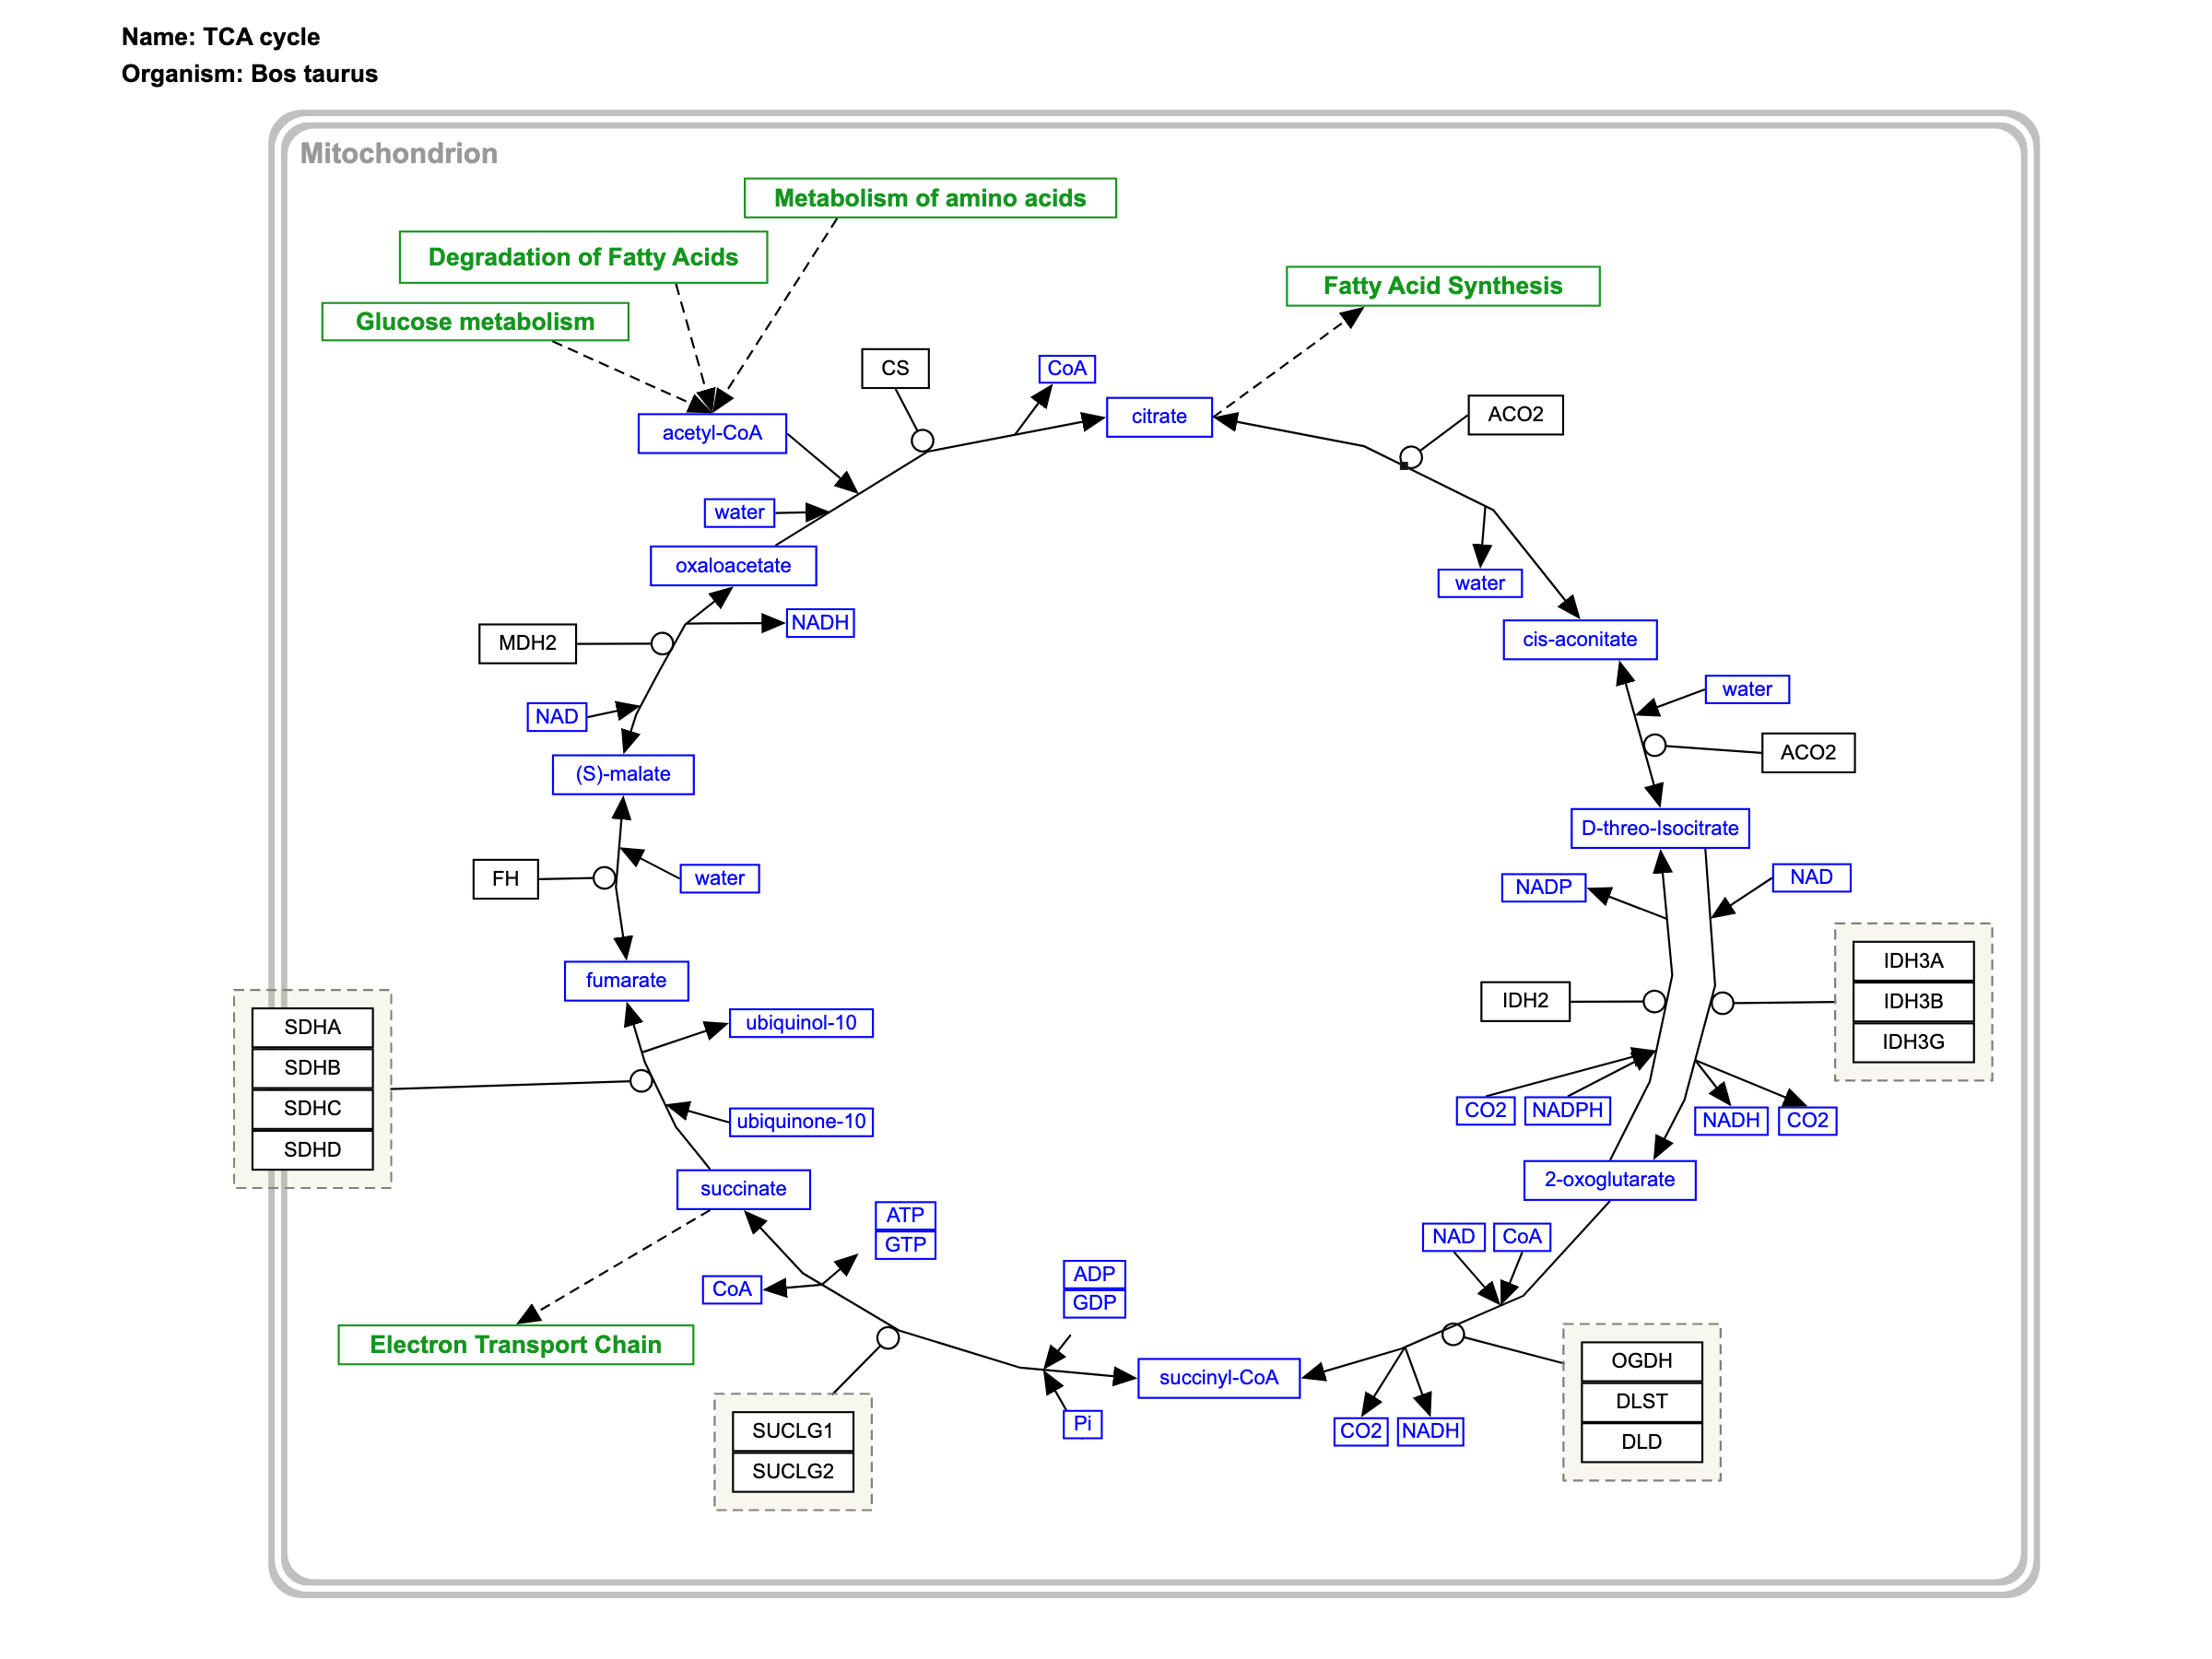 Name: TCA cycle
Organism: Bos taurus
Mitochondrion
Metabolism of amino acids
Degradation of Fatty Acids
Fatty Acid Synthesis
Glucose metabolism
CS
CoA
citrate
ACO2
acetyl-CoA
water
oxaloacetate
water
NADH
MDH2
cis-aconitate
water
NAD
ACO2
(S)-malate
D-threo-Isocitrate
FH
water
NADP
NAD
IDH3A
IDH3B
IDH3G
fumarate
IDH2
SDHA
SDHB
SDHC
SDHD
ubiquinol-10
ubiquinone-10
CO2
NADPH
NADH
CO2
succinate
2-oxoglutarate
ATP
GTP
NAD
CoA
CoA
ADP
GDP
Electron Transport Chain
succinyl-CoA
OGDH
DLST
DLD
Pi
CO2
NADH
SUCLG1
SUCLG2